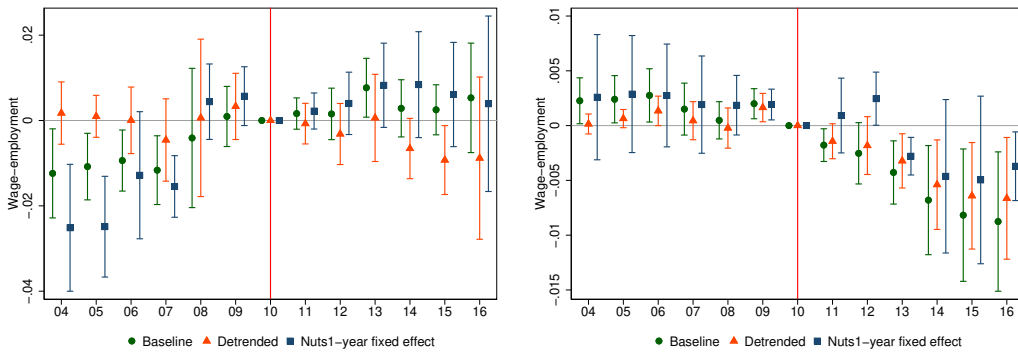 Wage−employment
.02
0
−.02
−.04
04 05 06 07 08 09 10 11 12 13 14 15 16
Baseline Detrended Nuts1−year fixed effect
Wage−employment
.01
.005
0
−.005
−.01
−.015
04 05 06 07 08 09 10 11 12 13 14 15 16
Baseline Detrended Nuts1−year fixed effect